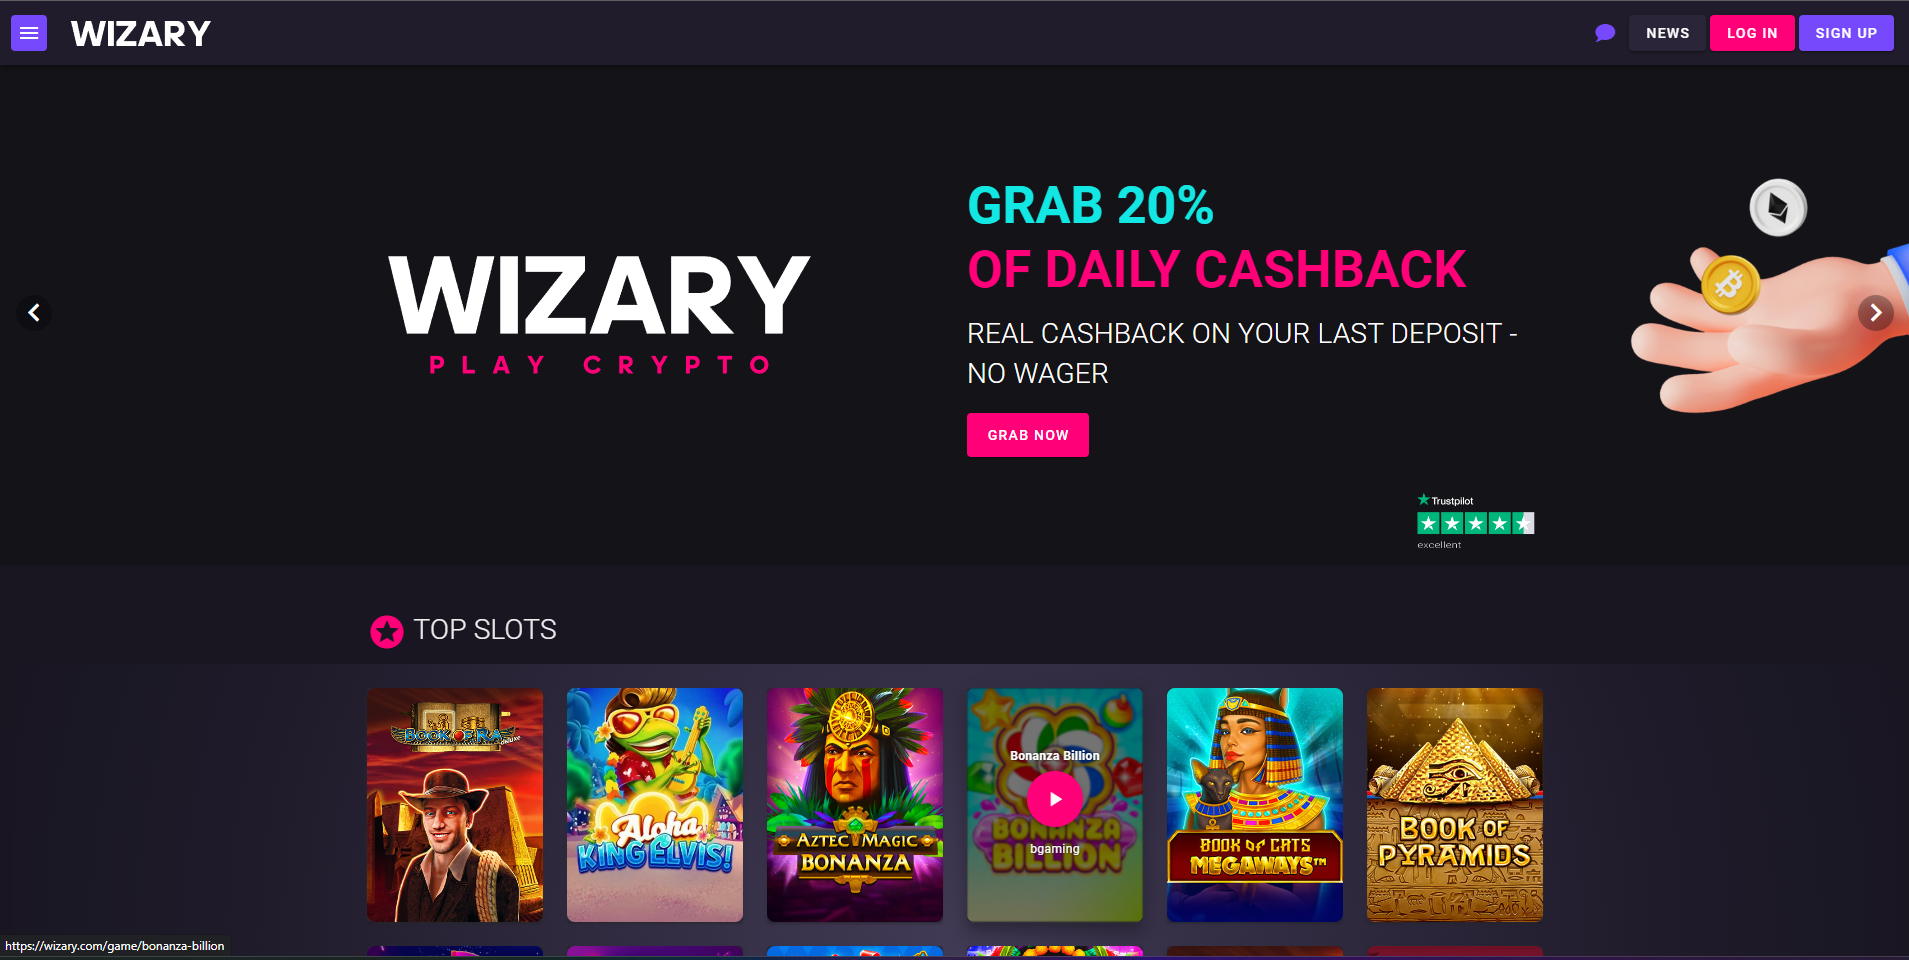 WIZARY
NEWS
LOG IN
SIGN UP
GRAB 20%
OF DAILY CASHBACK
WIZARY
PLAY CRYPTO
REAL CASHBACK ON YOUR LAST DEPOSIT -
NO WAGER
GRAB NOW
Trustpilot
excellent
TOP SLOTS
BOOK OF RA
deluxe
Aloha
KING ELVIS!
AZTEC MAGIC
BONANZA
Bonanza Billion
BONANZA
BILLION
bgaming
BOOK OF CATS
MEGAWAYS™
BOOK OF
PYRAMIDS
https://wizary.com/game/bonanza-billion